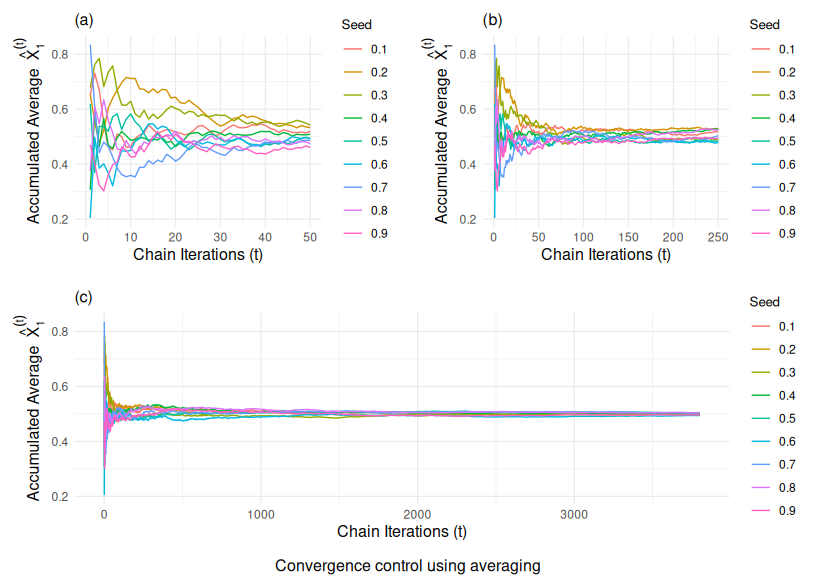 (a)
Accumulated Average X̂₁⁽ᵗ⁾
0.8
0.6
0.4
0.2
0 10 20 30 40 50
Chain Iterations (t)
Seed
0.1
0.2
0.3
0.4
0.5
0.6
0.7
0.8
0.9
(b)
Accumulated Average X̂₁⁽ᵗ⁾
0.8
0.6
0.4
0.2
0 50 100 150 200 250
Chain Iterations (t)
Seed
0.1
0.2
0.3
0.4
0.5
0.6
0.7
0.8
0.9
(c)
Accumulated Average X̂₁⁽ᵗ⁾
0.8
0.6
0.4
0.2
0 1000 2000 3000
Chain Iterations (t)
Seed
0.1
0.2
0.3
0.4
0.5
0.6
0.7
0.8
0.9
Convergence control using averaging